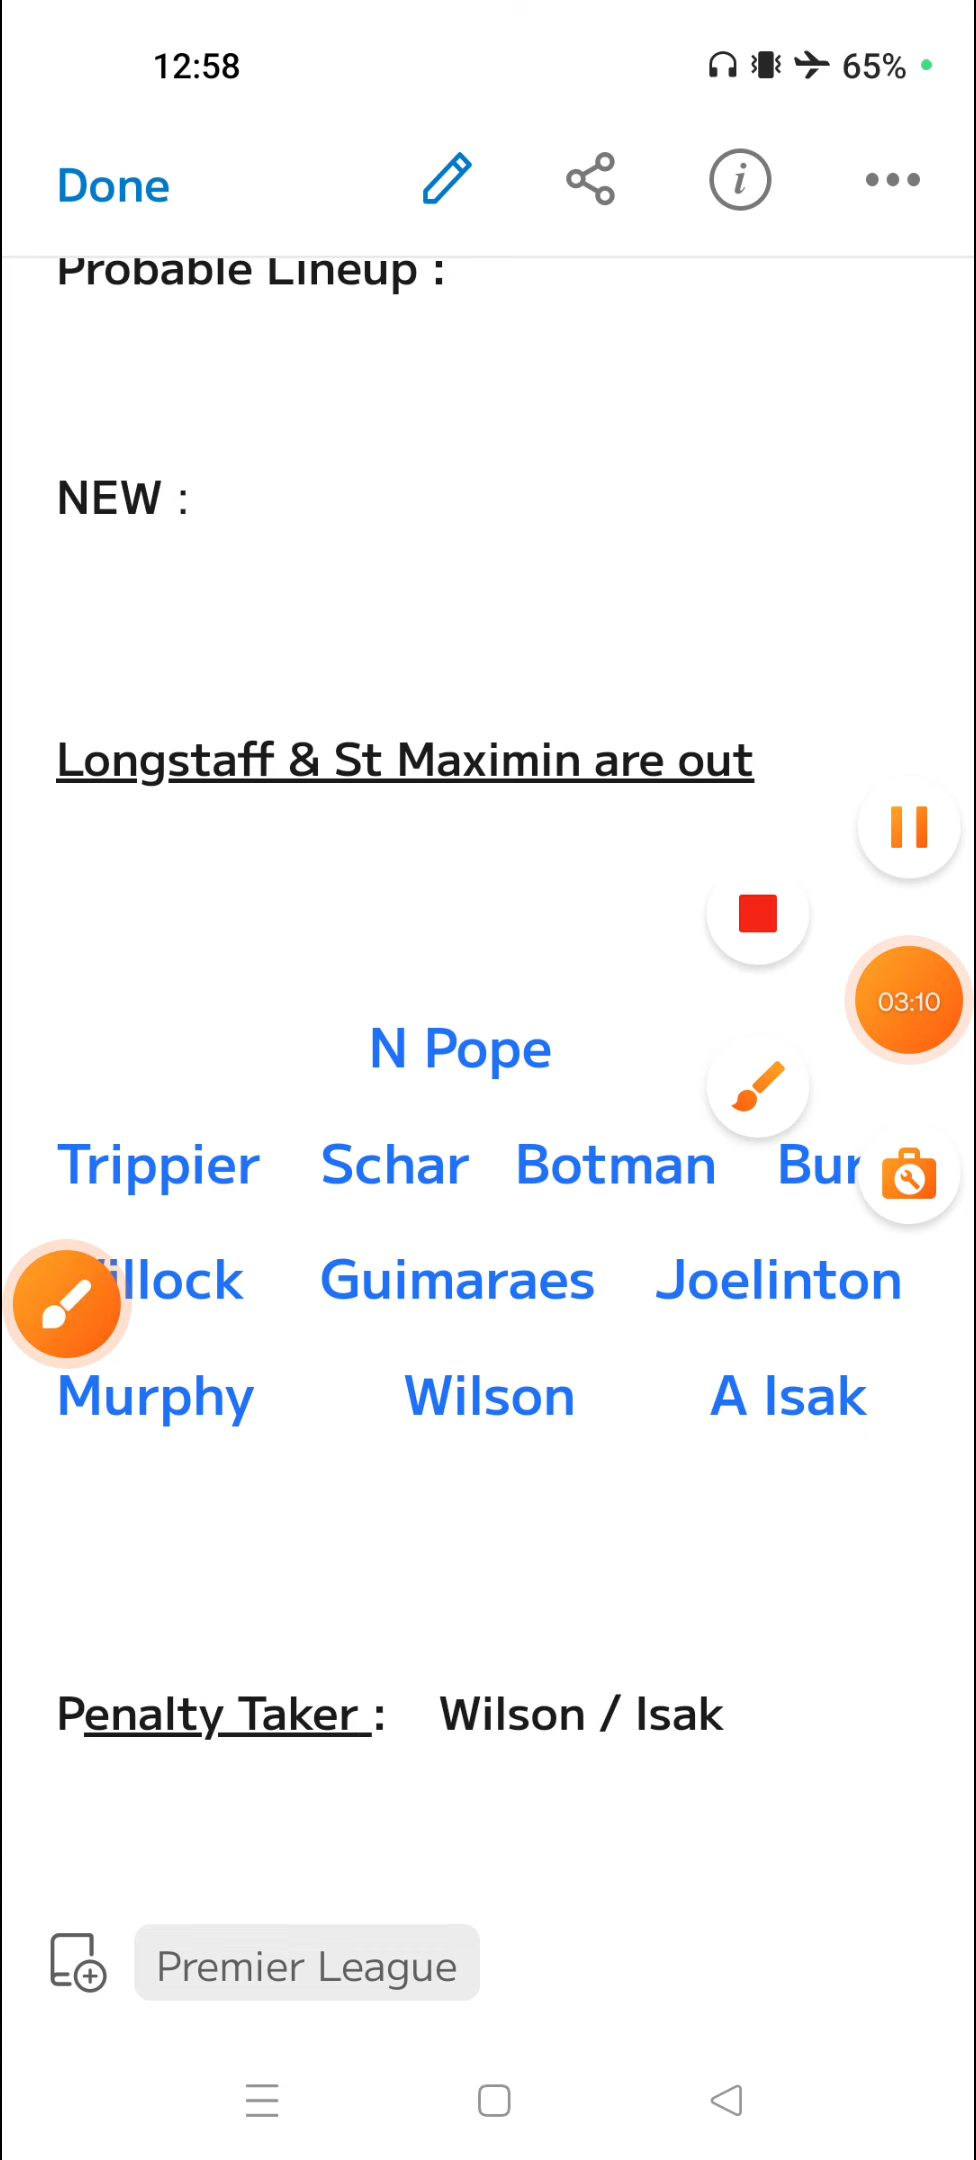 12:58 65%
Done
Probable Lineup :
NEW :
Longstaff & St Maximin are out
03:10
N Pope
Trippier Schar Botman
Guimaraes Joelinton
Murphy Wilson A Isak
Penalty Taker : Wilson / Isak
Premier League